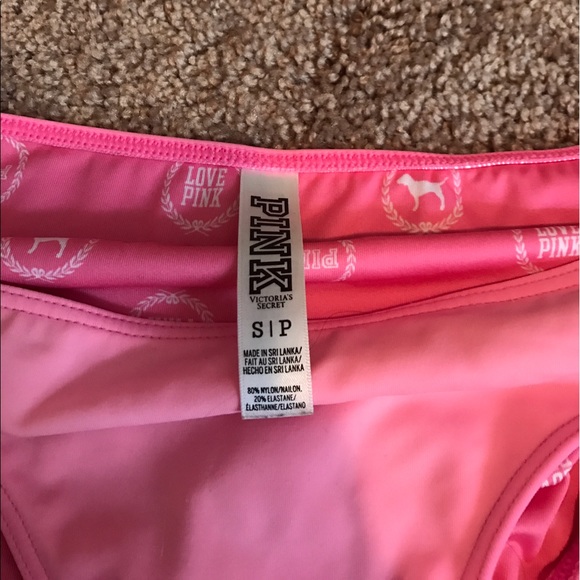 LOVE
PINK
PINK
VICTORIA'S
SECRET
S|P
MADE IN SRI LANKA/
FAIT AU SRI LANKA/
HECHO EN SRI LANKA
80% NYLON/NAILON,
20% ELASTANE/
ÉLASTHANNE/ELASTANO
LOVE
PINK